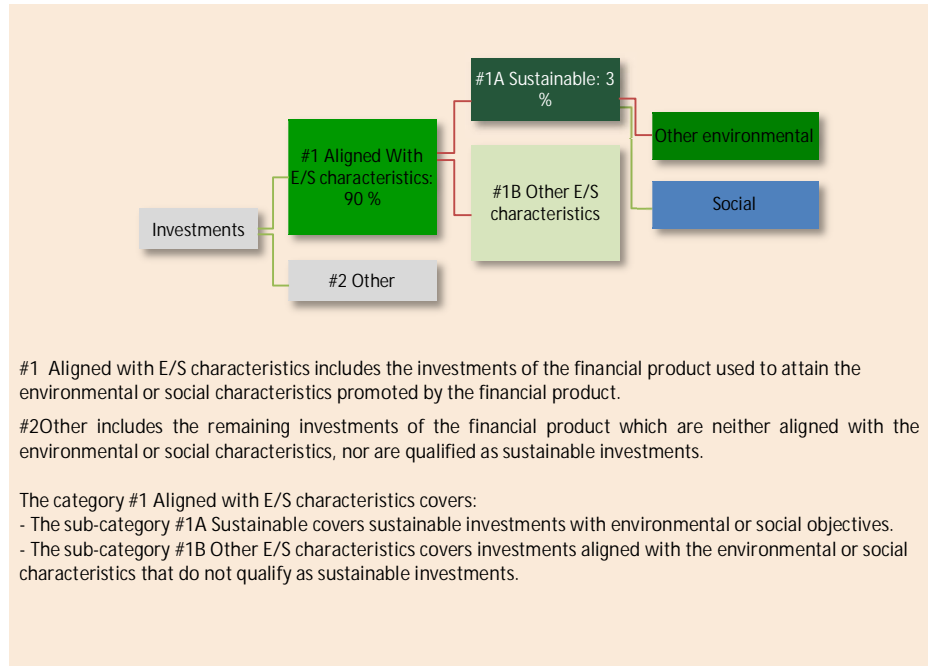 #1A Sustainable: 3
%
Other environmental
#1 Aligned With
E/S characteristics:
90 %
#1B Other E/S
characteristics
Social
Investments
#2 Other
#1 Aligned with E/S characteristics includes the investments of the financial product used to attain the
environmental or social characteristics promoted by the financial product.
#2Other includes the remaining investments of the financial product which are neither aligned with the
environmental or social characteristics, nor are qualified as sustainable investments.
The category #1 Aligned with E/S characteristics covers:
- The sub-category #1A Sustainable covers sustainable investments with environmental or social objectives.
- The sub-category #1B Other E/S characteristics covers investments aligned with the environmental or social
characteristics that do not qualify as sustainable investments.